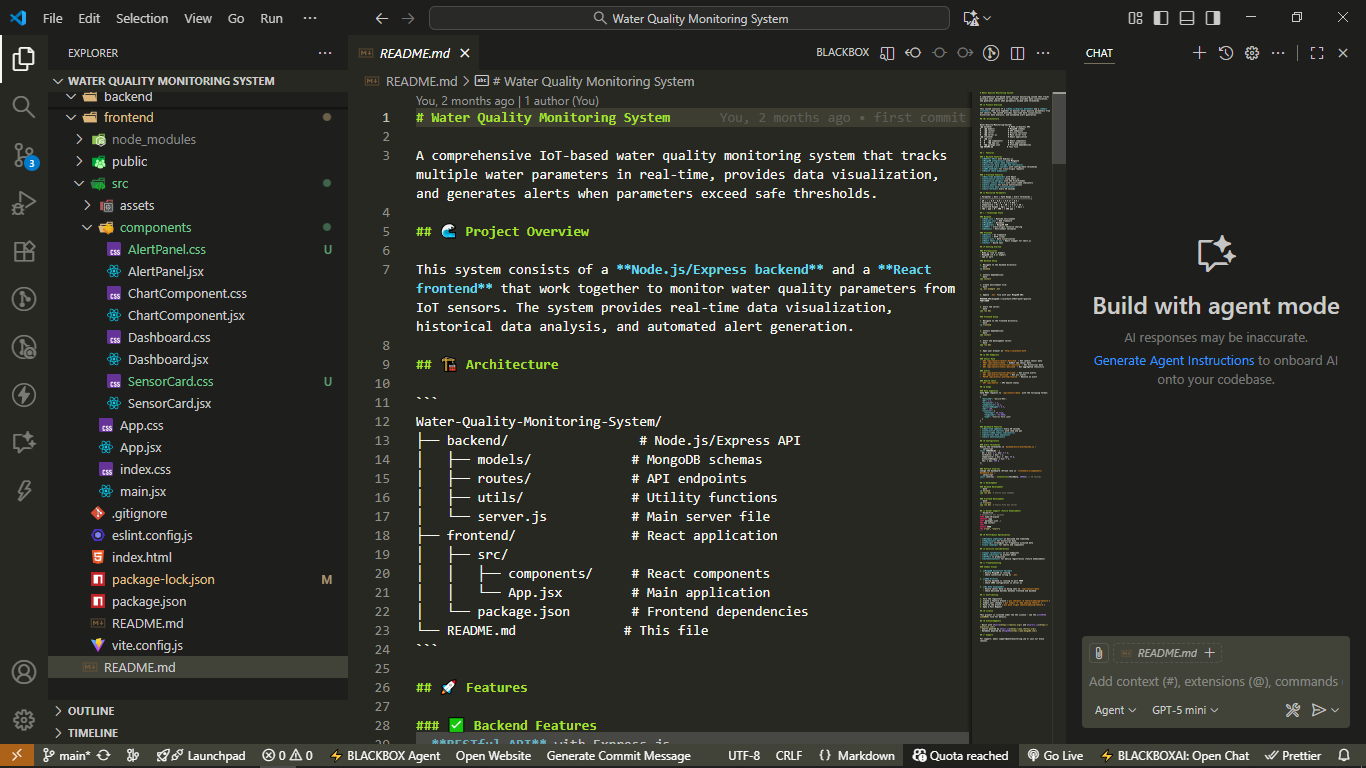 File Edit Selection View Go Run ···
Water Quality Monitoring System
EXPLORER ···
WATER QUALITY MONITORING SYSTEM
backend
frontend
node_modules
public
src
assets
components
AlertPanel.css U
AlertPanel.jsx
ChartComponent.css
ChartComponent.jsx
Dashboard.css
Dashboard.jsx
SensorCard.css U
SensorCard.jsx
App.css
App.jsx
index.css
main.jsx
.gitignore
eslint.config.js
index.html
package-lock.json M
package.json
README.md
vite.config.js
README.md
OUTLINE
TIMELINE
3
README.md
BLACKBOX
README.md > # Water Quality Monitoring System
You, 2 months ago | 1 author (You)
1 # Water Quality Monitoring System You, 2 months ago • first commit
2
3 A comprehensive IoT-based water quality monitoring system that tracks
multiple water parameters in real-time, provides data visualization,
and generates alerts when parameters exceed safe thresholds.
4
5 ## 🌊 Project Overview
6
7 This system consists of a **Node.js/Express backend** and a **React
frontend** that work together to monitor water quality parameters from
IoT sensors. The system provides real-time data visualization,
historical data analysis, and automated alert generation.
8
9 ## 🏗️ Architecture
10
11 ```
12 Water-Quality-Monitoring-System/
13 ├── backend/ # Node.js/Express API
14 │ ├── models/ # MongoDB schemas
15 │ ├── routes/ # API endpoints
16 │ ├── utils/ # Utility functions
17 │ └── server.js # Main server file
18 ├── frontend/ # React application
19 │ ├── src/
20 │ │ ├── components/ # React components
21 │ │ └── App.jsx # Main application
22 │ └── package.json # Frontend dependencies
23 └── README.md # This file
24 ```
25
26 ## 🚀 Features
27
28 ### ✅ Backend Features
29 - **RESTful API** with Express.js
CHAT
Build with agent mode
AI responses may be inaccurate.
Generate Agent Instructions to onboard AI
onto your codebase.
README.md +
Add context (#), extensions (@), commands
Agent GPT-5 mini
main* Launchpad 0 0 BLACKBOX Agent Open Website Generate Commit Message UTF-8 CRLF {} Markdown Quota reached Go Live BLACKBOXAI: Open Chat Prettier